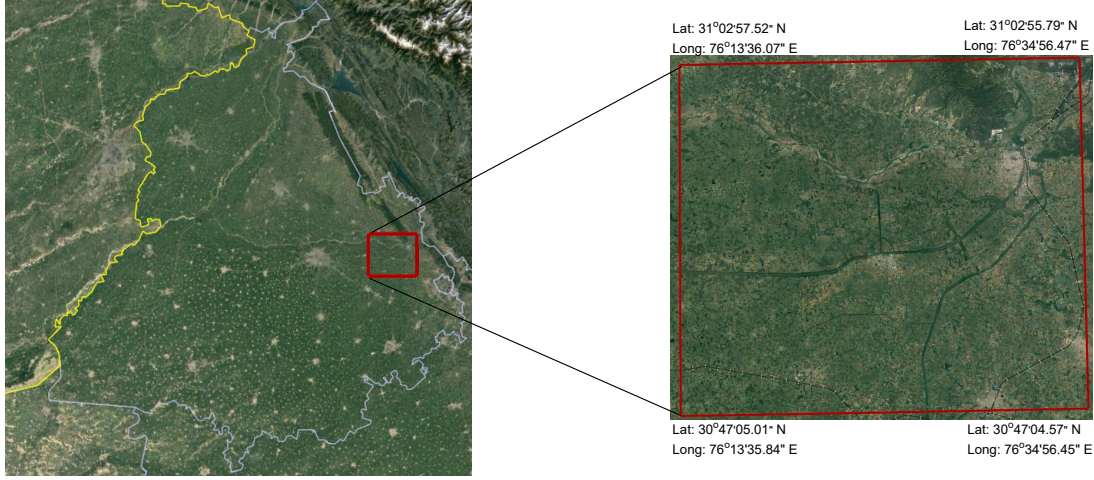 Lat: 31°02'57.52" N
Long: 76°13'36.07" E
Lat: 31°02'55.79" N
Long: 76°34'56.47" E
Lat: 30°47'05.01" N
Long: 76°13'35.84" E
Lat: 30°47'04.57" N
Long: 76°34'56.45" E